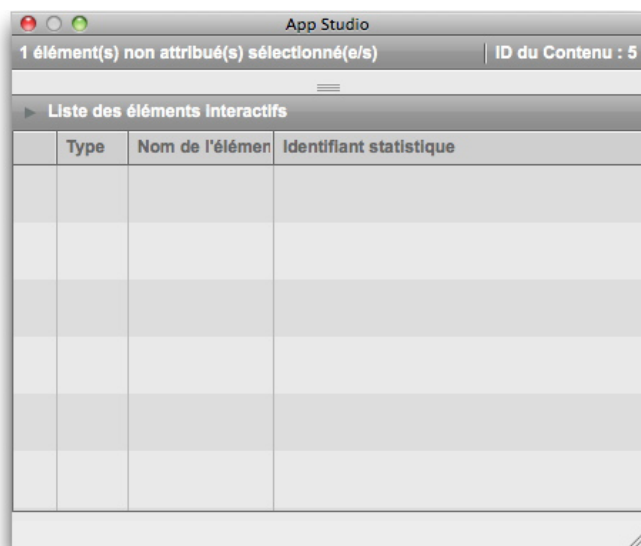 App Studio
1 élément(s) non attribué(s) sélectionné(e/s) ID du Contenu : 5
Liste des éléments interactifs
Type Nom de l'élémen Identifiant statistique